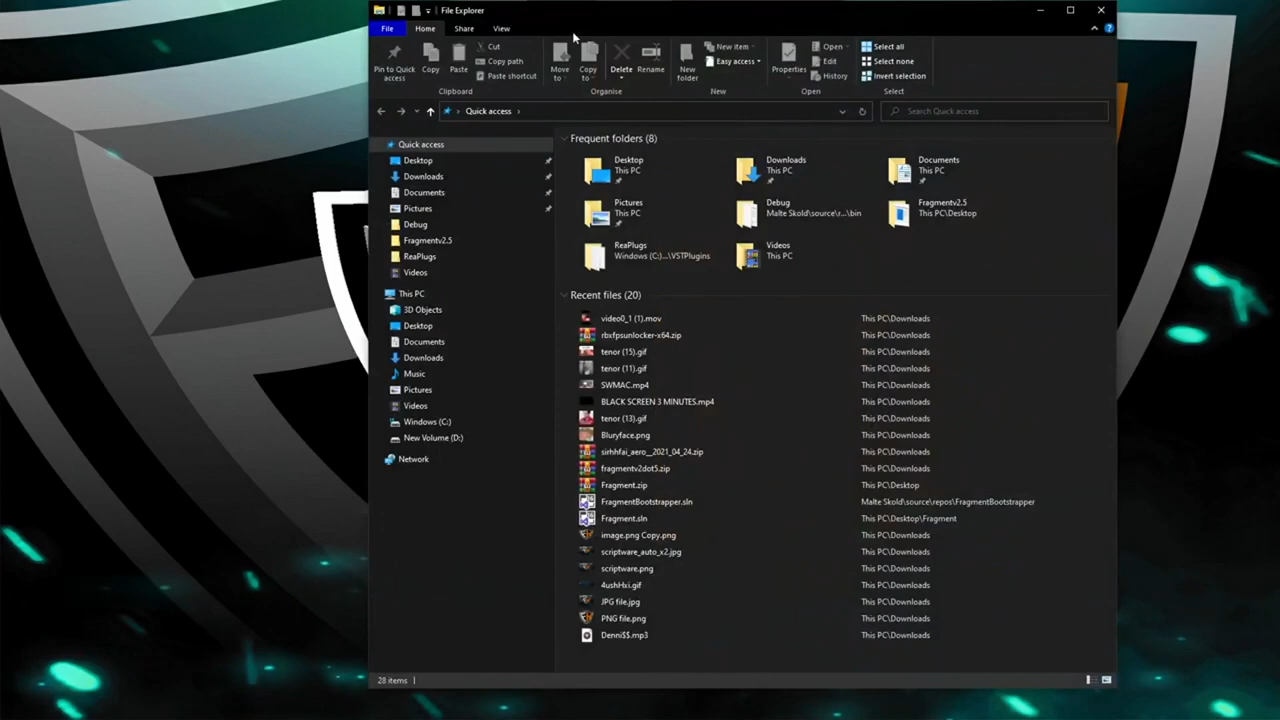 File Explorer
File Home Share View
Pin to Quick access
Copy
Paste
Cut
Copy path
Paste shortcut
Clipboard
Move to
Copy to
Delete
Rename
Organise
New folder
New item
Easy access
New
Properties
Open
Edit
History
Open
Select all
Select none
Invert selection
Select
Quick access
Search Quick access
Quick access
Desktop
Downloads
Documents
Pictures
Debug
Fragmentv2.5
ReaPlugs
Videos
This PC
3D Objects
Desktop
Documents
Downloads
Music
Pictures
Videos
Windows (C:)
New Volume (D:)
Network
Frequent folders (8)
Desktop
This PC
Downloads
This PC
Documents
This PC
Pictures
This PC
Debug
Malte Skold\source\r...\bin
Fragmentv2.5
This PC\Desktop
ReaPlugs
Windows (C:)...\VSTPlugins
Videos
This PC
Recent files (20)
video0_1 (1).mov This PC\Downloads
rbxfpsunlocker-x64.zip This PC\Downloads
tenor (15).gif This PC\Downloads
tenor (11).gif This PC\Downloads
SWMAC.mp4 This PC\Downloads
BLACK SCREEN 3 MINUTES.mp4 This PC\Downloads
tenor (13).gif This PC\Downloads
Bluryface.png This PC\Downloads
sirhhfai_aero__2021_04_24.zip This PC\Downloads
fragmentv2dot5.zip This PC\Downloads
Fragment.zip This PC\Desktop
FragmentBootstrapper.sln Malte Skold\source\repos\FragmentBootstrapper
Fragment.sln This PC\Desktop\Fragment
image.png Copy.png This PC\Downloads
scriptware_auto_x2.jpg This PC\Downloads
scriptware.png This PC\Downloads
4ushHxi.gif This PC\Downloads
JPG file.jpg This PC\Downloads
PNG file.png This PC\Downloads
Denni$$.mp3 This PC\Downloads
28 items